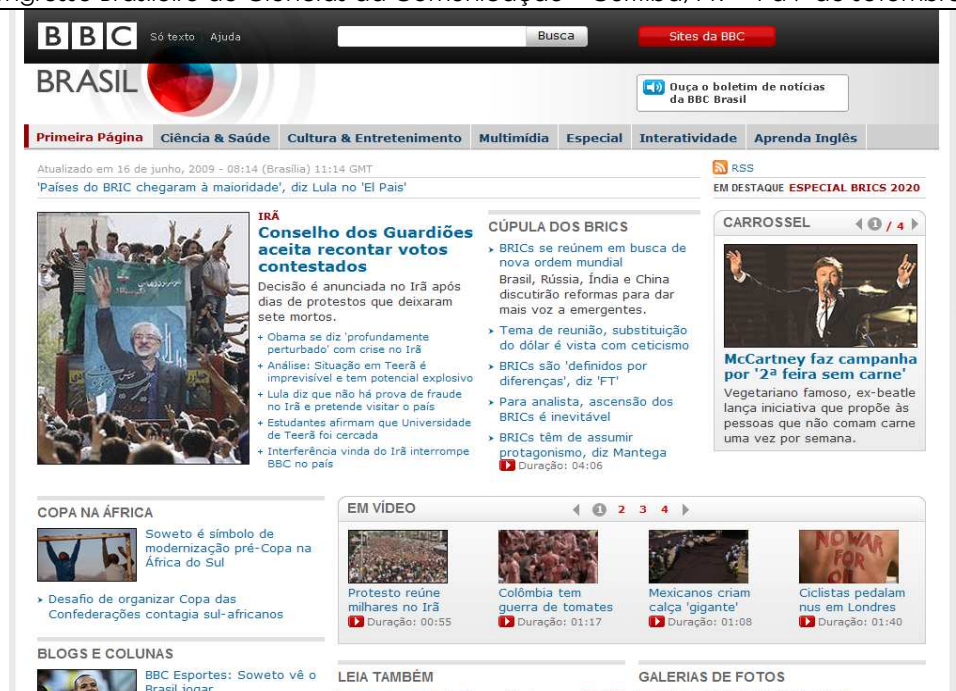 BBC Só texto Ajuda Busca Sites da BBC
BRASIL
Ouça o boletim de notícias
da BBC Brasil
Primeira Página Ciência & Saúde Cultura & Entretenimento Multimídia Especial Interatividade Aprenda Inglês
Atualizado em 16 de junho, 2009 - 08:14 (Brasília) 11:14 GMT
RSS
'Países do BRIC chegaram à maioridade', diz Lula no 'El Pais'
EM DESTAQUE ESPECIAL BRICS 2020
IRÃ
Conselho dos Guardiões
aceita recontar votos
contestados
Decisão é anunciada no Irã após
dias de protestos que deixaram
sete mortos.
+ Obama se diz 'profundamente
perturbado' com crise no Irã
+ Análise: Situação em Teerã é
imprevisível e tem potencial explosivo
+ Lula diz que não há prova de fraude
no Irã e pretende visitar o país
+ Estudantes afirmam que Universidade
de Teerã foi cercada
+ Interferência vinda do Irã interrompe
BBC no país
CÚPULA DOS BRICS
› BRICs se reúnem em busca de
nova ordem mundial
Brasil, Rússia, Índia e
China
discutirão reformas para dar
mais voz a emergentes.
› Tema de reunião, substituição
do dólar é vista com ceticismo
› BRICs são 'definidos por
diferenças', diz 'FT'
› Para analista, ascensão dos
BRICs é inevitável
› BRICs têm de assumir
protagonismo, diz Mantega
Duração: 04:06
CARROSSEL 1 / 4
McCartney faz campanha
por '2ª feira sem carne'
Vegetariano famoso, ex-beatle
lança iniciativa que propõe às
pessoas que não comam carne
uma vez por semana.
COPA NA ÁFRICA
Soweto é símbolo de
modernização pré-Copa na
África do Sul
› Desafio de organizar Copa das
Confederações contagia sul-africanos
EM VÍDEO 1 2 3 4
Protesto reúne
milhares no Irã
Duração: 00:55
Colômbia tem
guerra de tomates
Duração: 01:17
Mexicanos criam
calça 'gigante'
Duração: 01:08
NO WAR
FOR
OIL
Ciclistas pedalam
nus em Londres
Duração: 01:40
BLOGS E COLUNAS
BBC Esportes: Soweto vê o
Brasil jogar
LEIA TAMBÉM
GALERIAS DE FOTOS